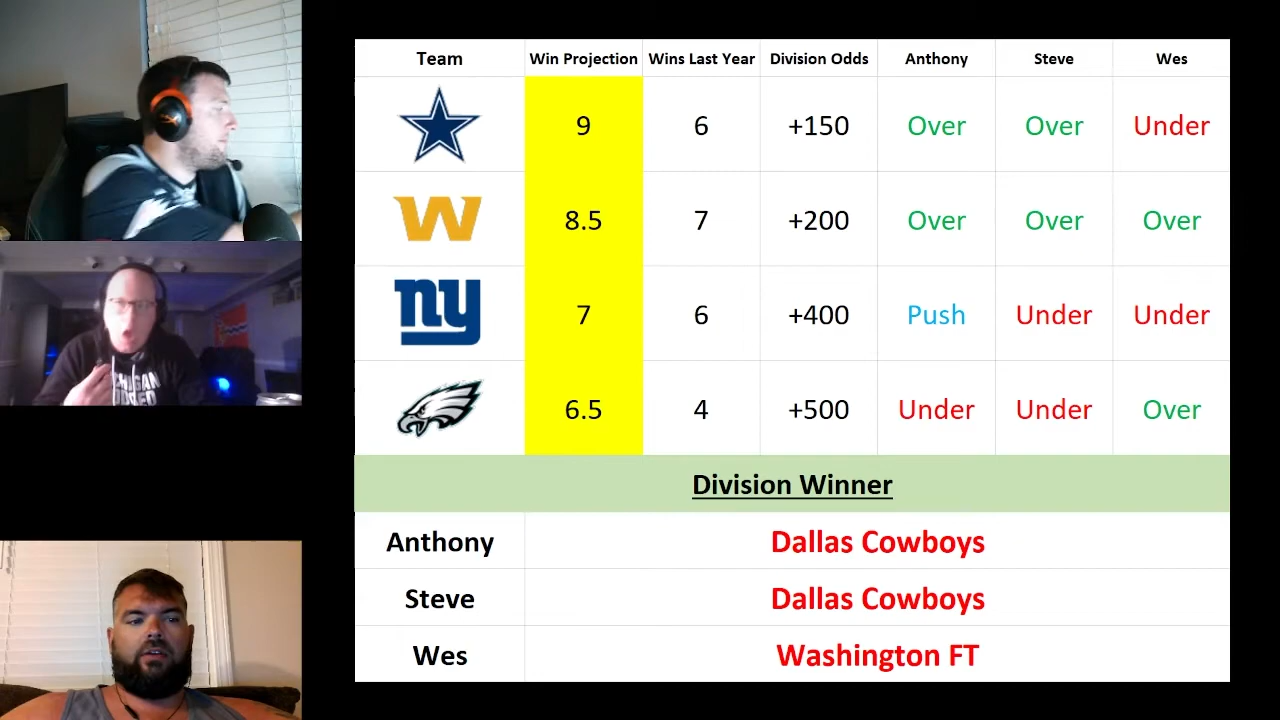 Team Win Projection Wins Last Year Division Odds Anthony Steve Wes
9 6 +150 Over Over Under
W 8.5 7 +200 Over Over Over
ny 7 6 +400 Push Under Under
6.5 4 +500 Under Under Over
Division Winner
Anthony Dallas Cowboys
Steve Dallas Cowboys
Wes Washington FT